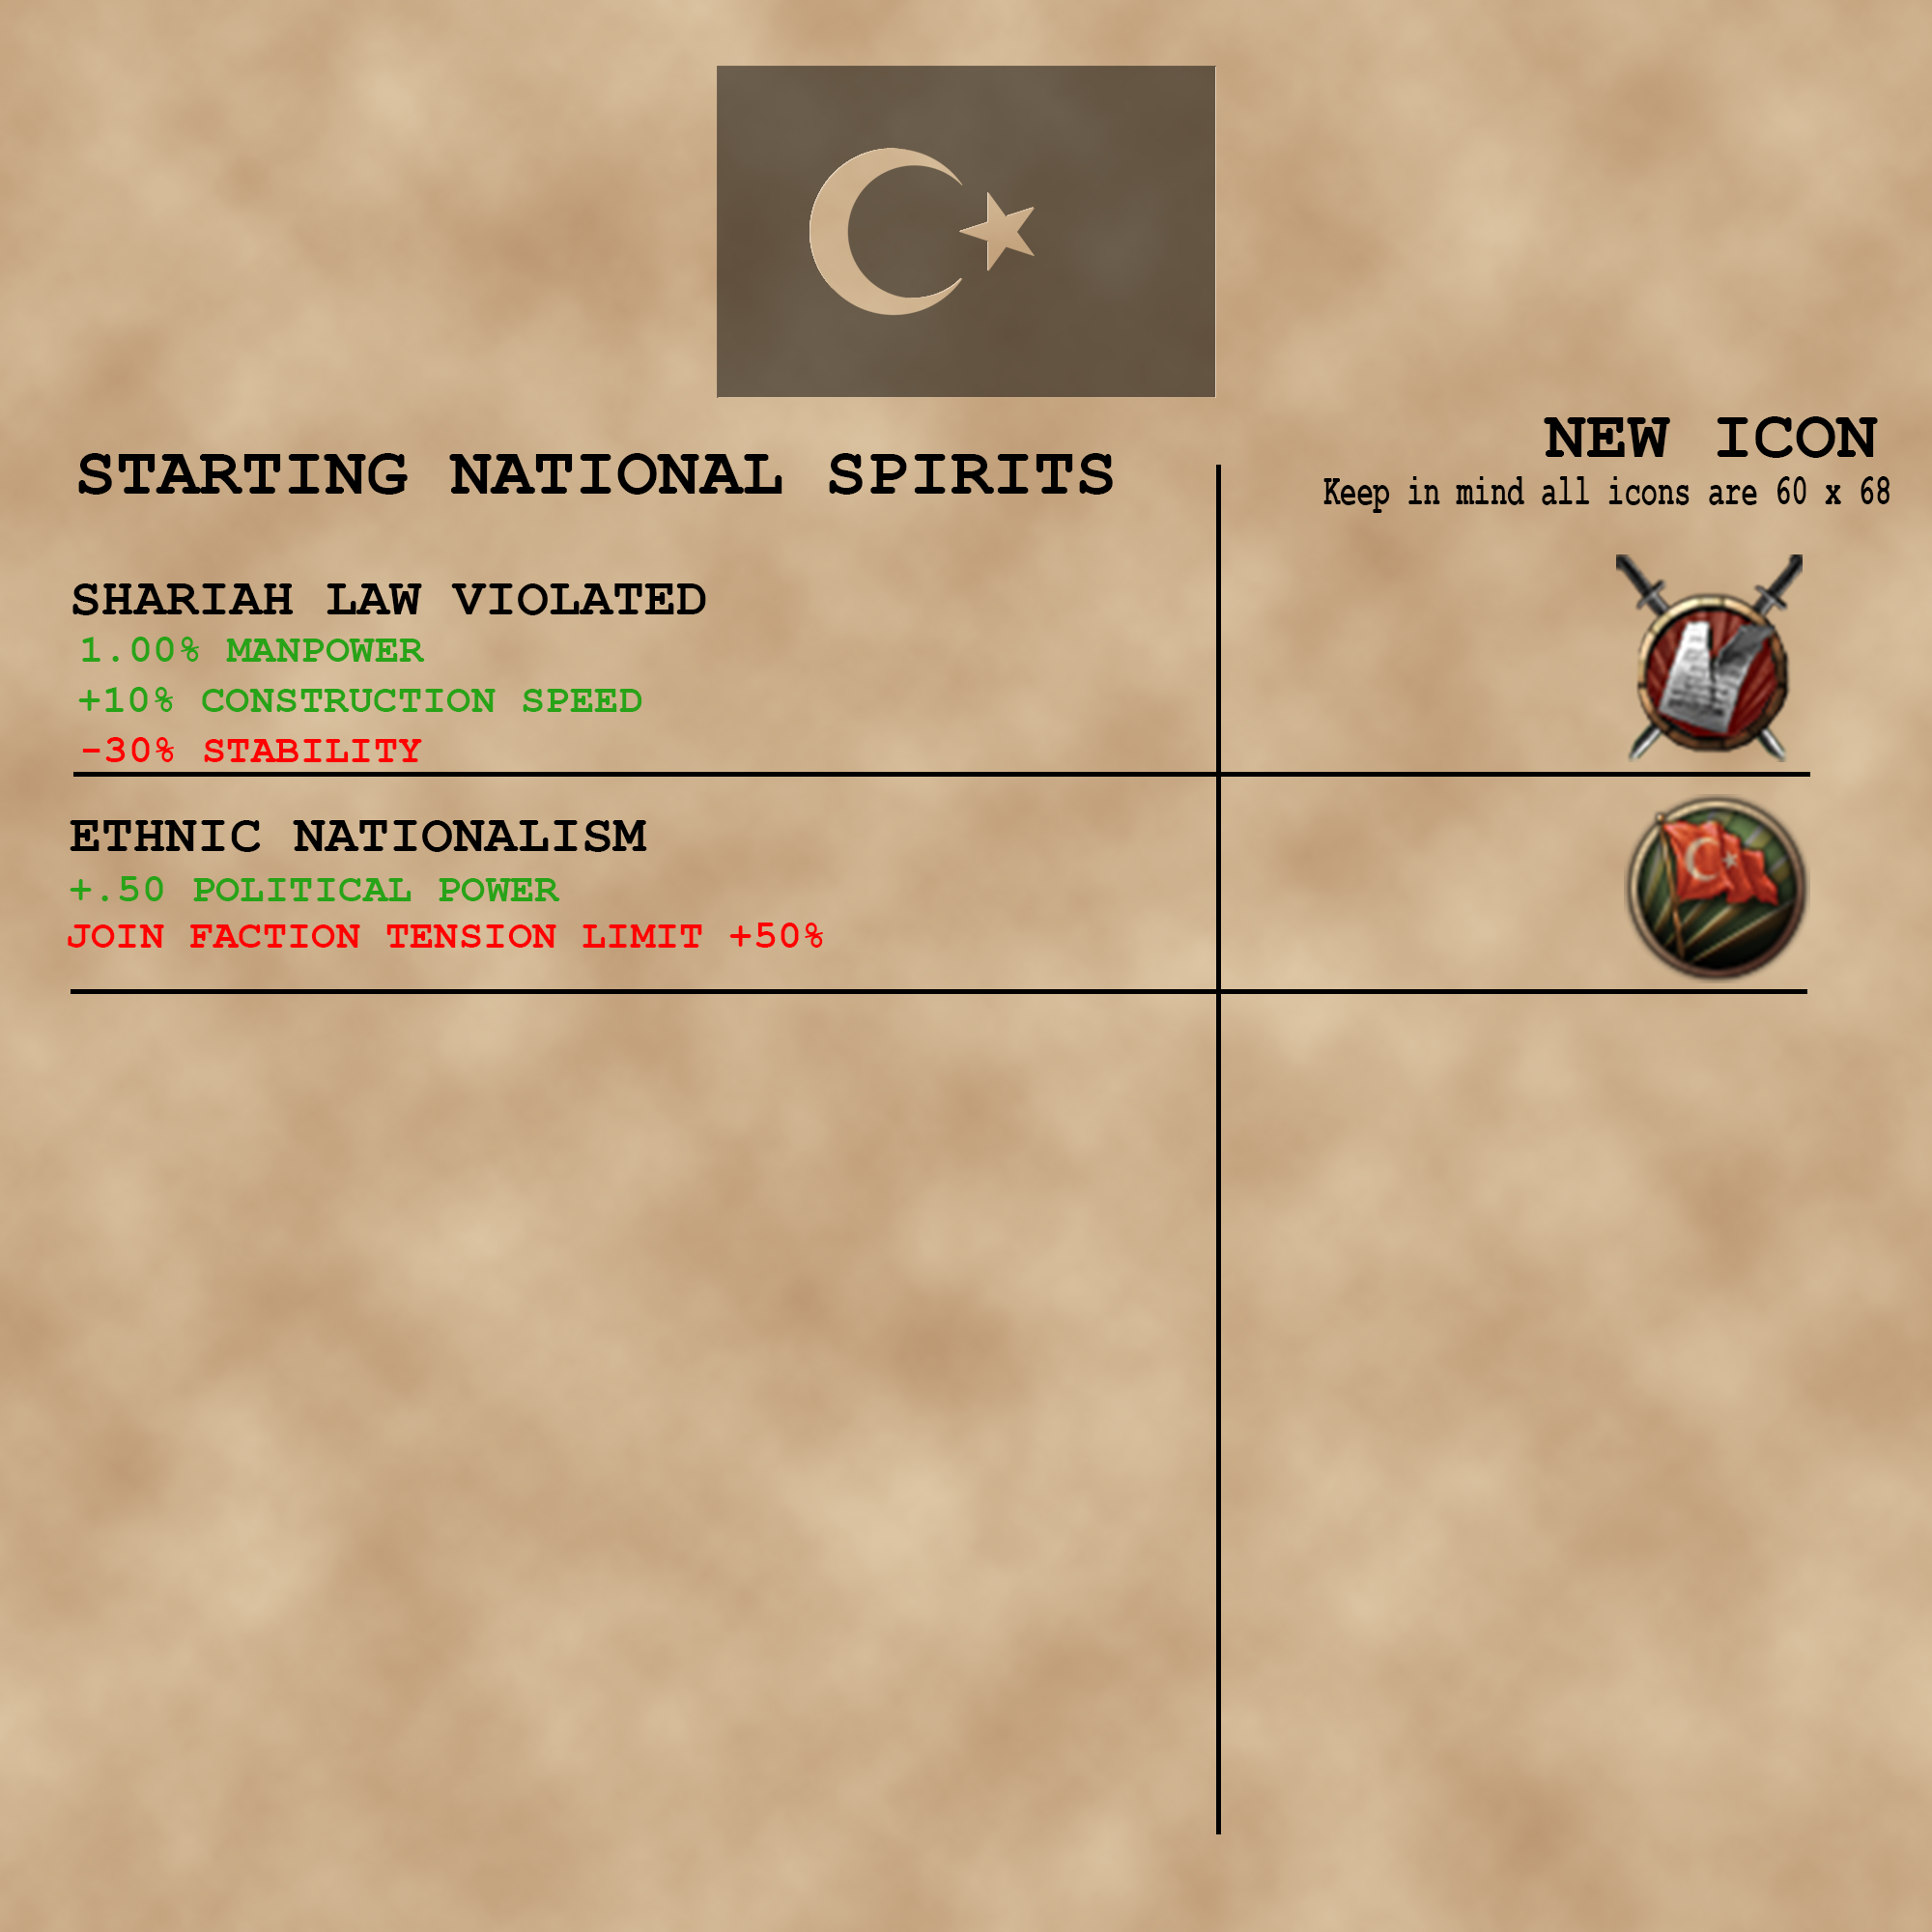 STARTING NATIONAL SPIRITS
NEW ICON
Keep in mind all icons are 60 x 68
SHARIAH LAW VIOLATED
1.00% MANPOWER
+10% CONSTRUCTION SPEED
-30% STABILITY
ETHNIC NATIONALISM
+.50 POLITICAL POWER
JOIN FACTION TENSION LIMIT +50%